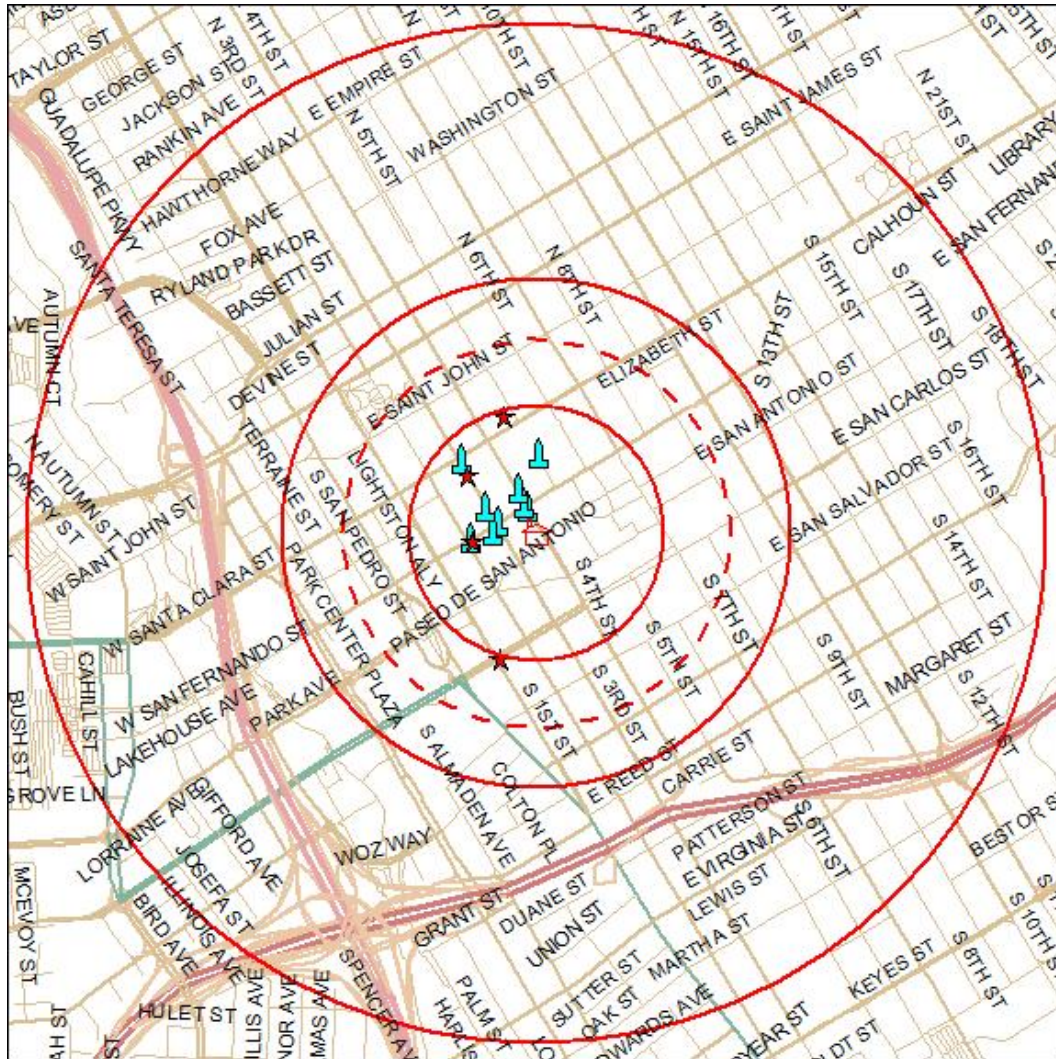 TAYLOR ST
GEORGE ST
JACKSON ST
RANKIN AVE
HAWTHORNE WAY
E EMPIRE ST
WASHINGTON ST
N 3RD ST
N 5TH ST
N 16TH ST
N 21ST ST
E SAINT JAMES ST
LIBRARY
CALHOUN ST
E SAN FERNAN
GUADALUPE PKWY
SANTA TERESA ST
AUTUMN CT
FOX AVE
RYLAND PARK DR
BASSETT ST
JULIAN ST
DEVINE ST
N 6TH ST
N 8TH ST
E SAINT JOHN ST
ELIZABETH ST
S 13TH ST
S 15TH ST
S 17TH ST
S 18TH ST
E SAN ANTONIO ST
E SAN CARLOS ST
E SAN SALVADOR ST
S 16TH ST
S 14TH ST
N AUTUMN ST
W SAINT JOHN ST
TERRAINE ST
S SAN PEDRO ST
LIGHTSTON ALY
PASEO DE SAN ANTONIO
W SANTA CLARA ST
PARK CENTER PLAZA
W SAN FERNANDO ST
PARK AVE
LAKEHOUSE AVE
S 4TH ST
S 7TH ST
S 5TH ST
S 3RD ST
S 1ST ST
S 9TH ST
MARGARET ST
S 12TH ST
CAHILL ST
BUSH ST
GROVE LN
LORRAINE AVE
GIFFORD AVE
JOSEFA ST
ILLINOIS AVE
BIRD AVE
MCEVOY ST
S ALMADEN AVE
COLTON PL
E REED ST
CARRIE ST
WOZ WAY
PATTERSON ST
E VIRGINIA ST
S 6TH ST
BESTOR ST
LEWIS ST
GRANT ST
DUANE ST
UNION ST
MARTHA ST
SUTTER ST
OAK ST
KEYES ST
S 8TH ST
S 10TH S
HULET ST
SPENCER AV
PALM ST